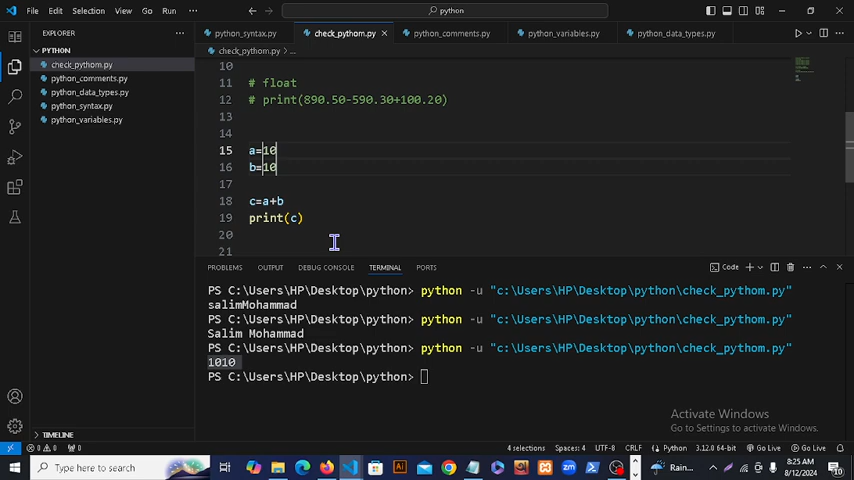 File Edit Selection View Go Run ···
python
EXPLORER ···
PYTHON
check_pythom.py
python_comments.py
python_data_types.py
python_syntax.py
python_variables.py
TIMELINE
python_syntax.py check_pythom.py python_comments.py python_variables.py python_data_types.py
check_pythom.py > ...
10
11 # float
12 # print(890.50-590.30+100.20)
13
14
15 a=10
16 b=10
17
18 c=a+b
19 print(c)
20
21
PROBLEMS OUTPUT DEBUG CONSOLE TERMINAL PORTS Code
PS C:\Users\HP\Desktop\python> python -u "c:\Users\HP\Desktop\python\check_pythom.py"
salimMohammad
PS C:\Users\HP\Desktop\python> python -u "c:\Users\HP\Desktop\python\check_pythom.py"
Salim Mohammad
PS C:\Users\HP\Desktop\python> python -u "c:\Users\HP\Desktop\python\check_pythom.py"
1010
PS C:\Users\HP\Desktop\python>
Activate Windows
Go to Settings to activate Windows.
0 0 0 4 selections Spaces: 4 UTF-8 CRLF Python 3.12.0 64-bit Go Live Go Live
Type here to search Rain... 8:25 AM
8/12/2024 10